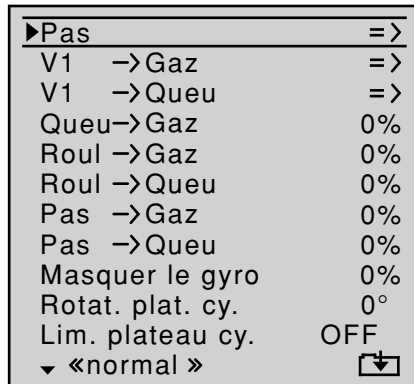 ▶Pas =>
V1 –>Gaz =>
V1 –>Queu =>
Queu–>Gaz 0%
Roul –>Gaz 0%
Roul –>Queu 0%
Pas –>Gaz 0%
Pas –>Queu 0%
Masquer le gyro 0%
Rotat. plat. cy. 0°
Lim. plateau cy. OFF
▾ «normal »